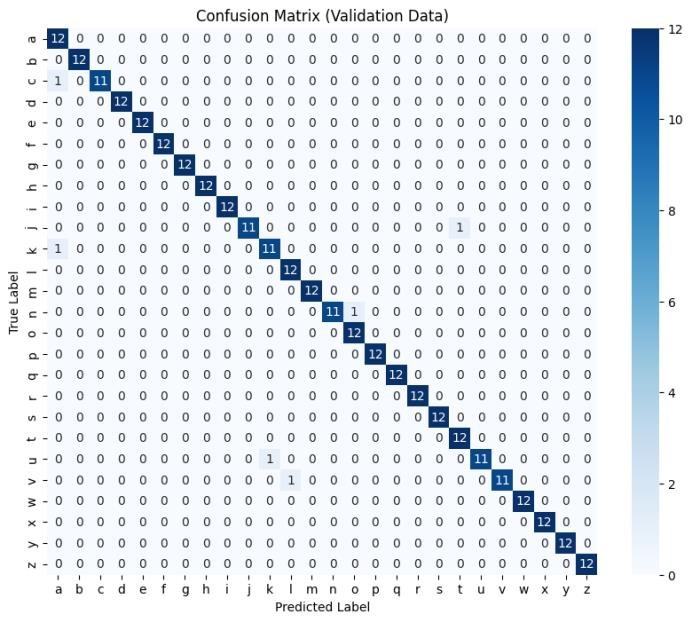 Confusion Matrix (Validation Data)
a 12 0 0 0 0 0 0 0 0 0 0 0 0 0 0 0 0 0 0 0 0 0 0 0 0 0
b 0 12 0 0 0 0 0 0 0 0 0 0 0 0 0 0 0 0 0 0 0 0 0 0 0 0
c 1 0 11 0 0 0 0 0 0 0 0 0 0 0 0 0 0 0 0 0 0 0 0 0 0 0
d 0 0 0 12 0 0 0 0 0 0 0 0 0 0 0 0 0 0 0 0 0 0 0 0 0 0
e 0 0 0 0 12 0 0 0 0 0 0 0 0 0 0 0 0 0 0 0 0 0 0 0 0 0
f 0 0 0 0 0 12 0 0 0 0 0 0 0 0 0 0 0 0 0 0 0 0 0 0 0 0
g 0 0 0 0 0 0 12 0 0 0 0 0 0 0 0 0 0 0 0 0 0 0 0 0 0 0
h 0 0 0 0 0 0 0 12 0 0 0 0 0 0 0 0 0 0 0 0 0 0 0 0 0 0
i 0 0 0 0 0 0 0 0 12 0 0 0 0 0 0 0 0 0 0 0 0 0 0 0 0 0
j 0 0 0 0 0 0 0 0 0 11 0 0 0 0 0 0 0 0 0 1 0 0 0 0 0 0
k 1 0 0 0 0 0 0 0 0 0 11 0 0 0 0 0 0 0 0 0 0 0 0 0 0 0
l 0 0 0 0 0 0 0 0 0 0 0 12 0 0 0 0 0 0 0 0 0 0 0 0 0 0
m 0 0 0 0 0 0 0 0 0 0 0 0 12 0 0 0 0 0 0 0 0 0 0 0 0 0
n 0 0 0 0 0 0 0 0 0 0 0 0 0 11 1 0 0 0 0 0 0 0 0 0 0 0
o 0 0 0 0 0 0 0 0 0 0 0 0 0 0 12 0 0 0 0 0 0 0 0 0 0 0
p 0 0 0 0 0 0 0 0 0 0 0 0 0 0 0 12 0 0 0 0 0 0 0 0 0 0
q 0 0 0 0 0 0 0 0 0 0 0 0 0 0 0 0 12 0 0 0 0 0 0 0 0 0
r 0 0 0 0 0 0 0 0 0 0 0 0 0 0 0 0 0 12 0 0 0 0 0 0 0 0
s 0 0 0 0 0 0 0 0 0 0 0 0 0 0 0 0 0 0 12 0 0 0 0 0 0 0
t 0 0 0 0 0 0 0 0 0 0 0 0 0 0 0 0 0 0 0 12 0 0 0 0 0 0
u 0 0 0 0 0 0 0 0 0 0 1 0 0 0 0 0 0 0 0 0 11 0 0 0 0 0
v 0 0 0 0 0 0 0 0 0 0 0 1 0 0 0 0 0 0 0 0 0 11 0 0 0 0
w 0 0 0 0 0 0 0 0 0 0 0 0 0 0 0 0 0 0 0 0 0 0 12 0 0 0
x 0 0 0 0 0 0 0 0 0 0 0 0 0 0 0 0 0 0 0 0 0 0 0 12 0 0
y 0 0 0 0 0 0 0 0 0 0 0 0 0 0 0 0 0 0 0 0 0 0 0 0 12 0
z 0 0 0 0 0 0 0 0 0 0 0 0 0 0 0 0 0 0 0 0 0 0 0 0 0 12
a b c d e f g h i j k l m n o p q r s t u v w x y z
Predicted Label
True Label
12
10
8
6
4
2
0